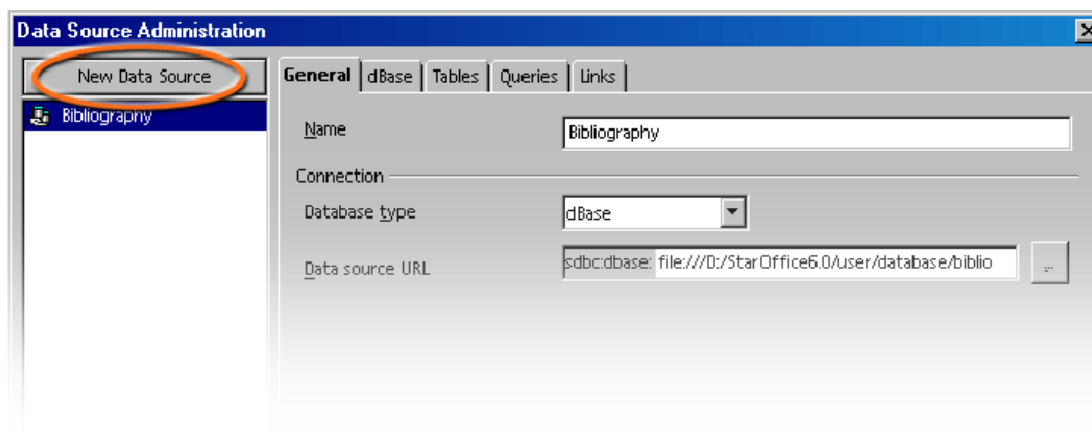 Data Source Administration
New Data Source
Bibliography
General dBase Tables Queries Links
Name Bibliography
Connection
Database type dBase
Data source URL sdbc:dbase: file:///D:/StarOffice6.0/user/database/biblio ...